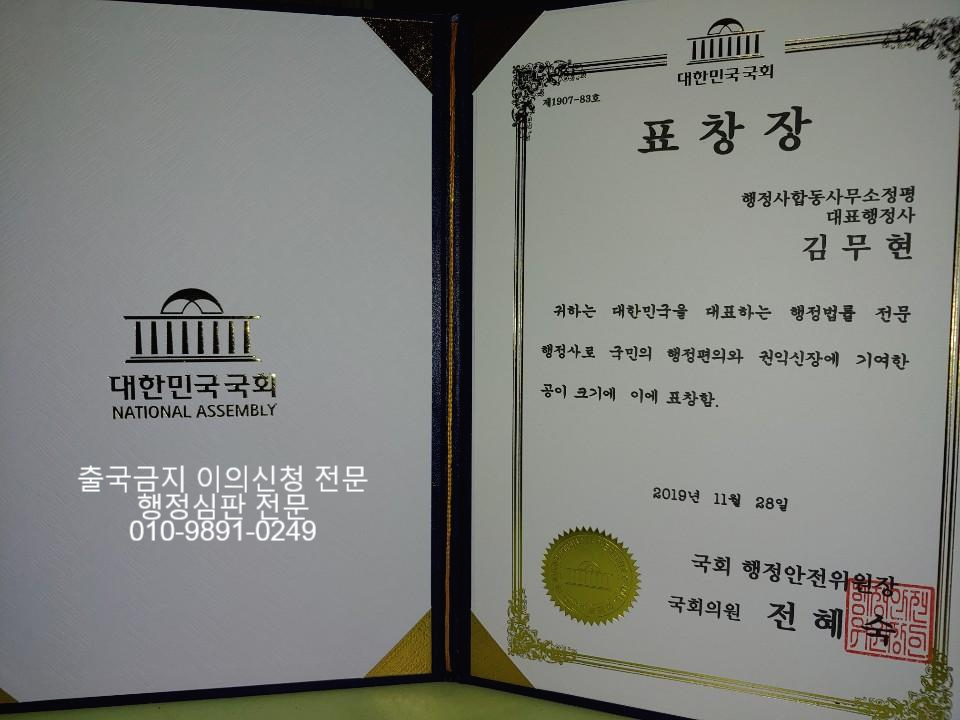 대한민국국회
NATIONAL ASSEMBLY
출국금지 이의신청 전문
행정심판 전문
010-9891-0249
대한민국국회
제1907-83호
표창장
행정사합동사무소정평
대표행정사
김무현
귀하는 대한민국을 대표하는 행정법률 전문
행정사로 국민의 행정편의와 권익신장에 기여한
공이 크기에 이에 표창함.
2019년 11월 28일
국회 행정안전위원장
국회의원 전혜숙